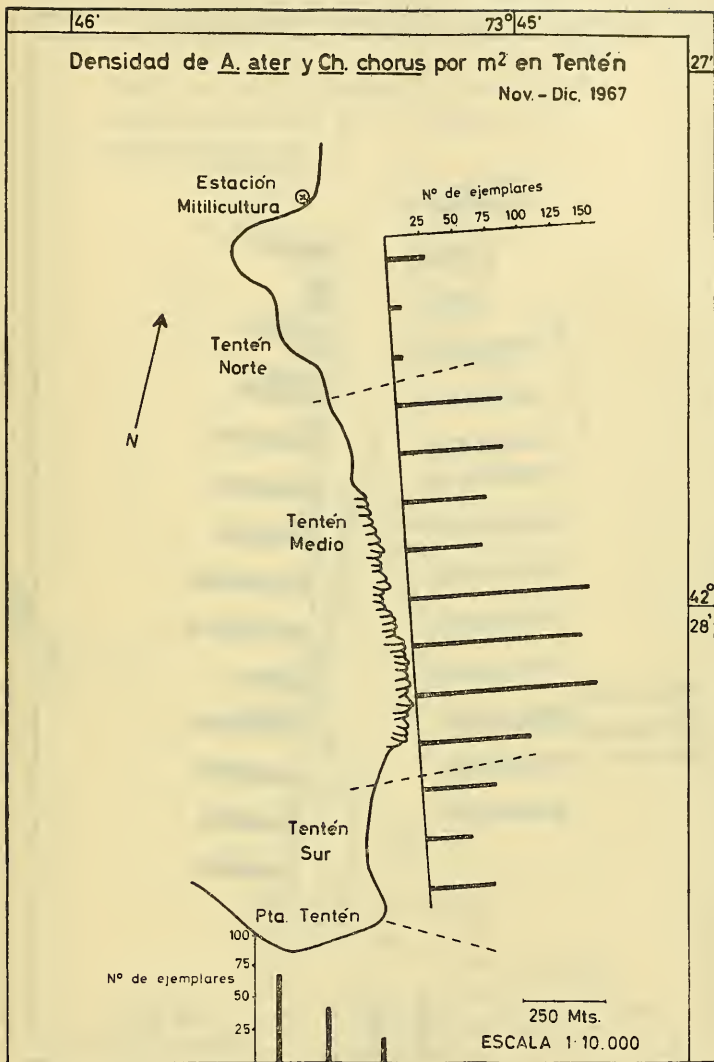 46'
73° 45'
Densidad de A. ater y Ch. chorus por m² en Tentén
27'
Nov. - Dic. 1967
Estación
Mitilicultura
N° de ejemplares
25 50 75 100 125 150
Tentén
Norte
N
Tentén
Medio
42°
28'
Tentén
Sur
Pta. Tentén
100
75
N° de ejemplares
50
25
250 Mts.
ESCALA 1:10.000